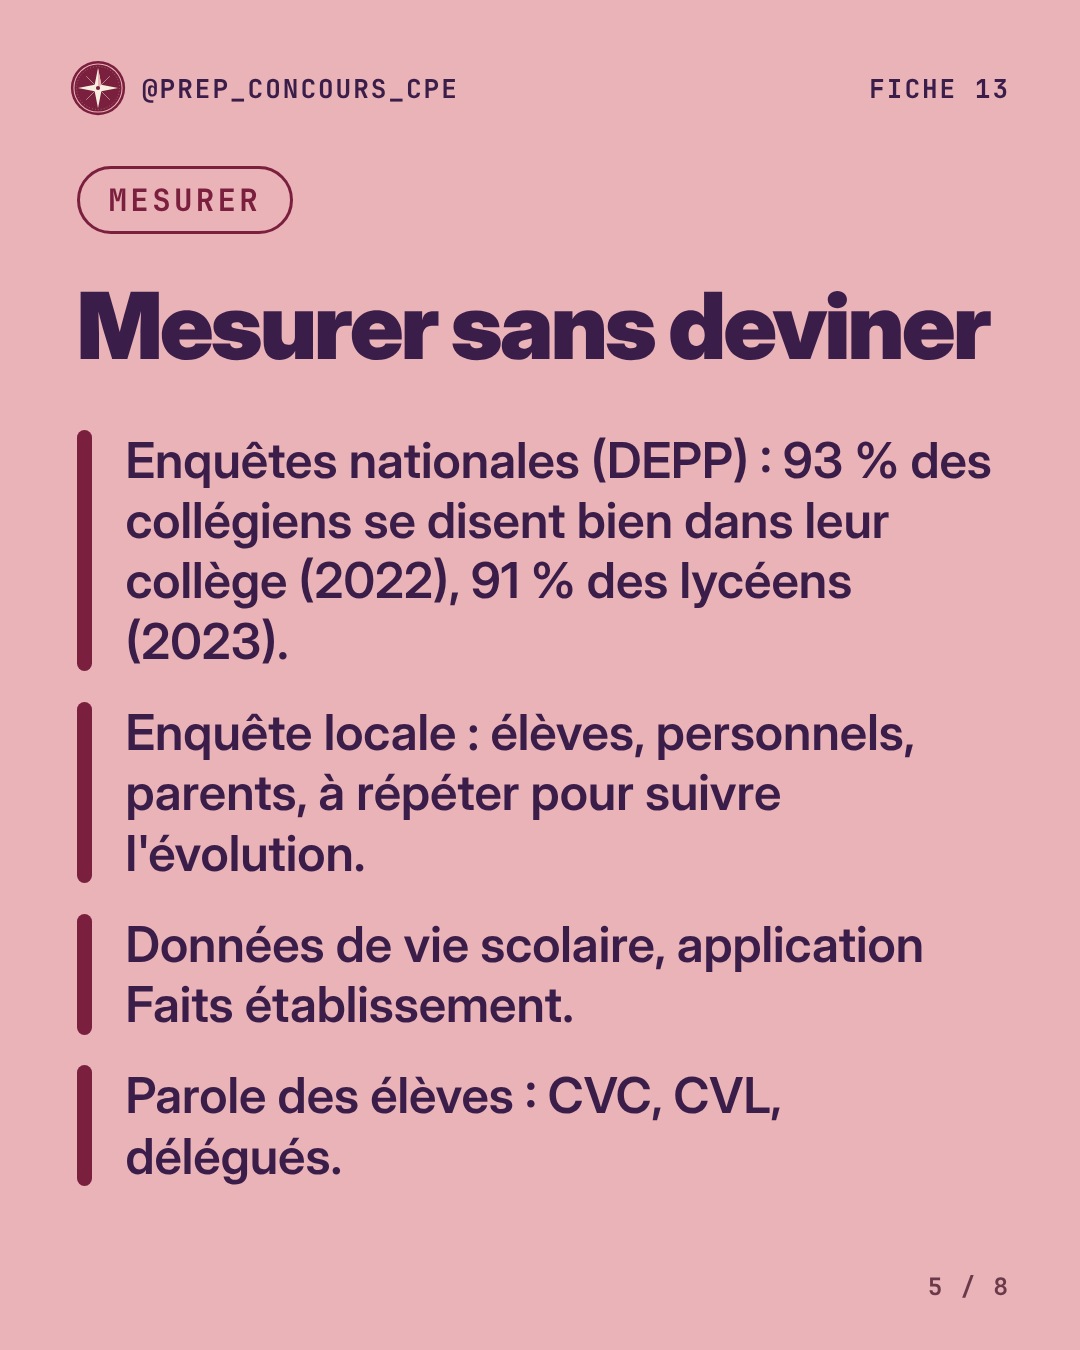 @PREP_CONCOURS_CPE
FICHE 13
MESURER
Mesurer sans deviner
Enquêtes nationales (DEPP) : 93 % des
collégiens se disent bien dans leur
collège (2022), 91 % des lycéens
(2023).
Enquête locale : élèves, personnels,
parents, à répéter pour suivre
l'évolution.
Données de vie scolaire, application
Faits établissement.
Parole des élèves : CVC, CVL,
délégués.
5 / 8